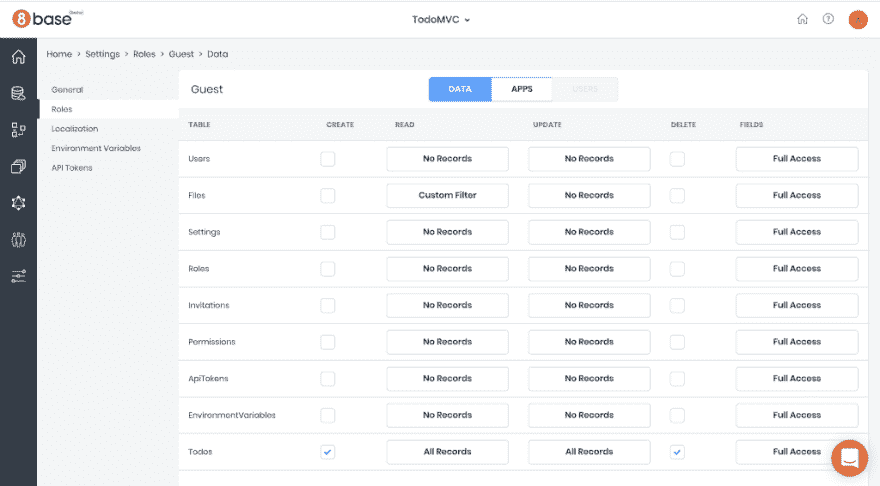 8base
TodoMVC
Home > Settings > Roles > Guest > Data
General
Roles
Localization
Environment Variables
API Tokens
Guest
DATA
APPS
USERS
TABLE CREATE READ UPDATE DELETE FIELDS
Users No Records No Records Full Access
Files Custom Filter No Records Full Access
Settings No Records No Records Full Access
Roles No Records No Records Full Access
Invitations No Records No Records Full Access
Permissions No Records No Records Full Access
ApiTokens No Records No Records Full Access
EnvironmentVariables No Records No Records Full Access
Todos All Records All Records Full Access